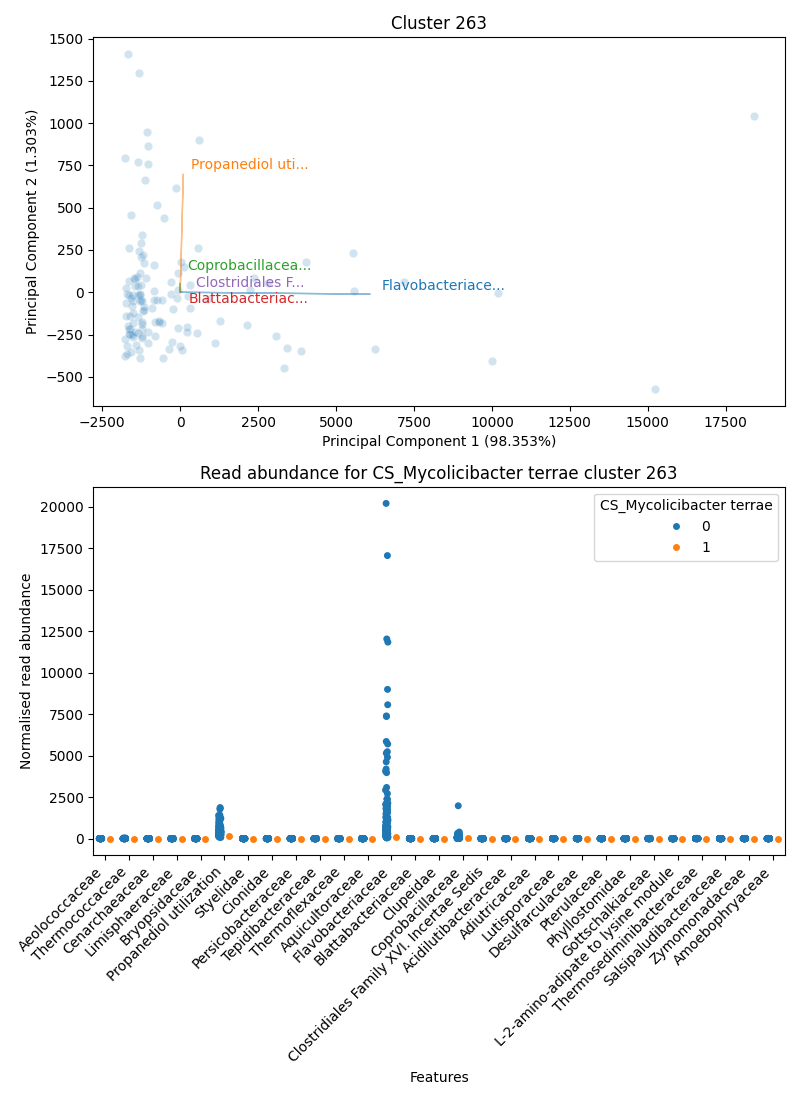 Cluster 263
1500
1250
1000
750
500
250
0
−250
−500
Principal Component 2 (1.303%)
Propanediol uti...
Coprobacillacea...
Clostridiales F...
Blattabacteriac...
Flavobacteriace...
−2500
0
2500
5000
7500
10000
12500
15000
17500
Principal Component 1 (98.353%)
Read abundance for CS_Mycolicibacter terrae cluster 263
CS_Mycolicibacter terrae
0
1
20000
17500
15000
12500
10000
7500
5000
2500
0
Normalised read abundance
Aeolococcaceae
Thermococcaceae
Cenarchaeaceae
Limisphaeraceae
Bryopsidaceae
Propanediol utilization
Styelidae
Cionidae
Persicobacteraceae
Tepidibacteraceae
Thermoflexaceae
Aquicultoraceae
Flavobacteriaceae
Blattabacteriaceae
Clupeidae
Coprobacillaceae
Clostridiales Family XVI. Incertae Sedis
Acidilutibacteraceae
Adiutricaceae
Lutisporaceae
Desulfarculaceae
Pterulaceae
Phyllostomidae
Gottschalkiaceae
L-2-amino-adipate to lysine module
Thermosediminibacteraceae
Salsipaludibacteraceae
Zymomonadaceae
Amoebophryaceae
Features